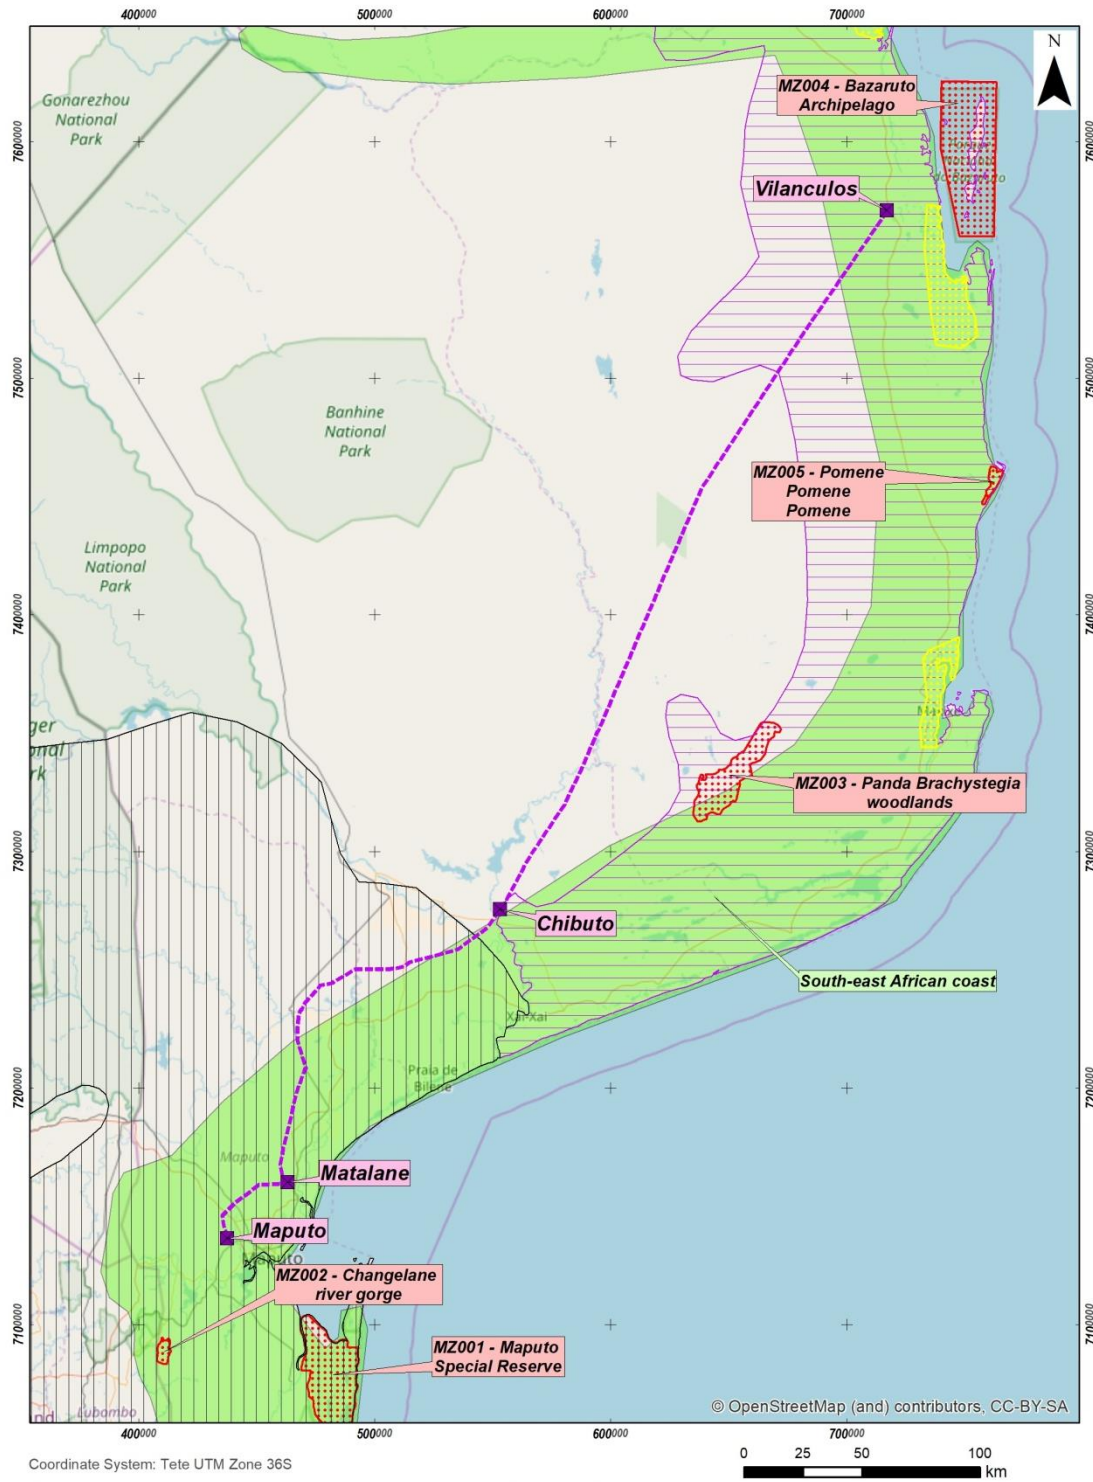 400000 500000 600000 700000
N
MZ004 - Bazaruto
Archipelago
Gonarezhou
National
Park
7600000
7600000
Vilanculos
7500000
7500000
Banhine
National
Park
MZ005 - Pomene
Pomene
Pomene
Limpopo
National
Park
7400000
7400000
MZ003 - Panda Brachystegia
woodlands
7300000
7300000
Chibuto
South-east African coast
Xai-Xai
Praia de
Bilene
7200000
7200000
Maputo
Matalane
Maputo
Maputo
MZ002 - Changelane
river gorge
7100000
7100000
MZ001 - Maputo
Special Reserve
Lubombo
© OpenStreetMap (and) contributors, CC-BY-SA
400000 500000 600000 700000
Coordinate System: Tete UTM Zone 36S
0 25 50 100
km